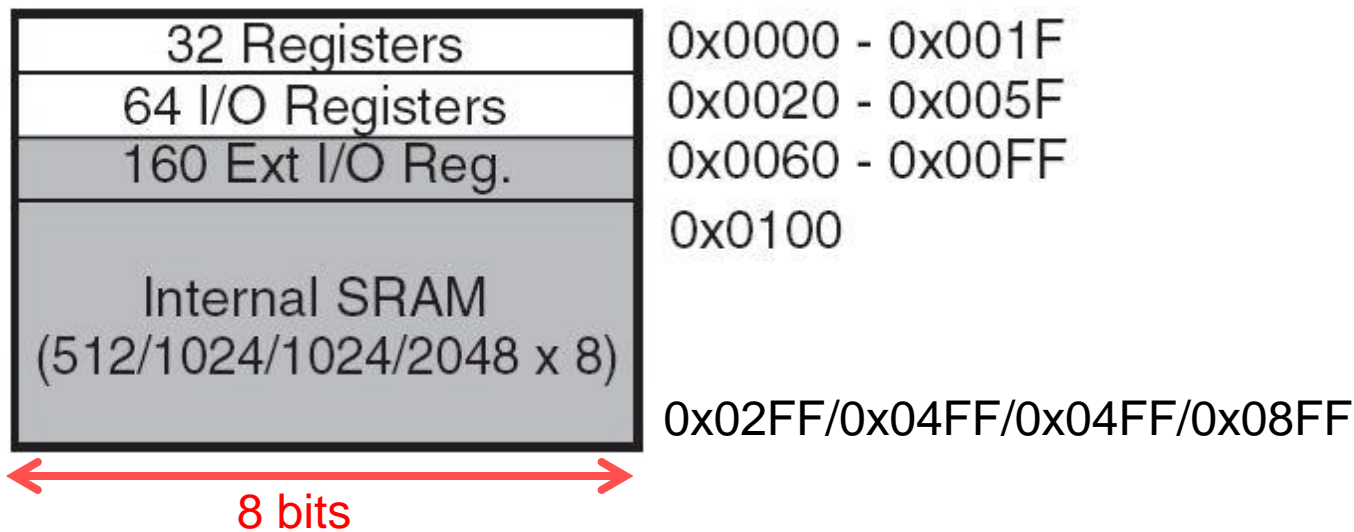 32 Registers 0x0000 - 0x001F
64 I/O Registers 0x0020 - 0x005F
160 Ext I/O Reg. 0x0060 - 0x00FF
0x0100
Internal SRAM
(512/1024/1024/2048 x 8)
0x02FF/0x04FF/0x04FF/0x08FF
8 bits